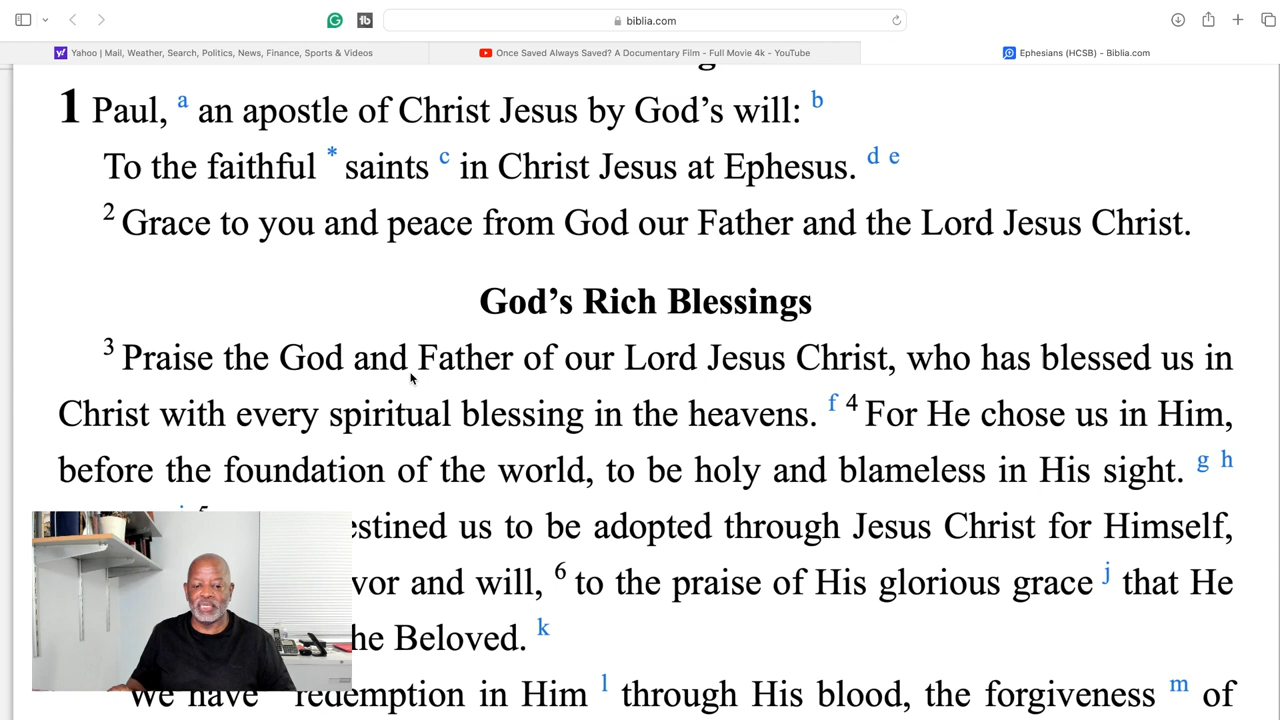 biblia.com
Yahoo | Mail, Weather, Search, Politics, News, Finance, Sports & Videos
Once Saved Always Saved? A Documentary Film - Full Movie 4k - YouTube
Ephesians (HCSB) - Biblia.com
1 Paul, a an apostle of Christ Jesus by God’s will: b
To the faithful * saints c in Christ Jesus at Ephesus. d e
2 Grace to you and peace from God our Father and the Lord Jesus Christ.
God’s Rich Blessings
3 Praise the God and Father of our Lord Jesus Christ, who has blessed us in
Christ with every spiritual blessing in the heavens. f 4 For He chose us in Him,
before the foundation of the world, to be holy and blameless in His sight. g h
estined us to be adopted through Jesus Christ for Himself,
vor and will, 6 to the praise of His glorious grace j that He
he Beloved. k
We have redemption in Him l through His blood, the forgiveness m of